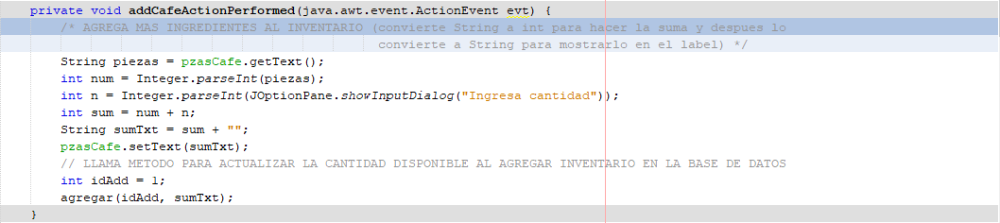 private void addCafeActionPerformed(java.awt.event.ActionEvent evt) {
/* AGREGA MAS INGREDIENTES AL INVENTARIO (convierte String a int para hacer la suma y despues lo
convierte a String para mostrarlo en el label) */
String piezas = pzasCafe.getText();
int num = Integer.parseInt(piezas);
int n = Integer.parseInt(JOptionPane.showInputDialog("Ingresa cantidad"));
int sum = num + n;
String sumTxt = sum + "";
pzasCafe.setText(sumTxt);
// LLAMA METODO PARA ACTUALIZAR LA CANTIDAD DISPONIBLE AL AGREGAR INVENTARIO EN LA BASE DE DATOS
int idAdd = 1;
agregar(idAdd, sumTxt);
}